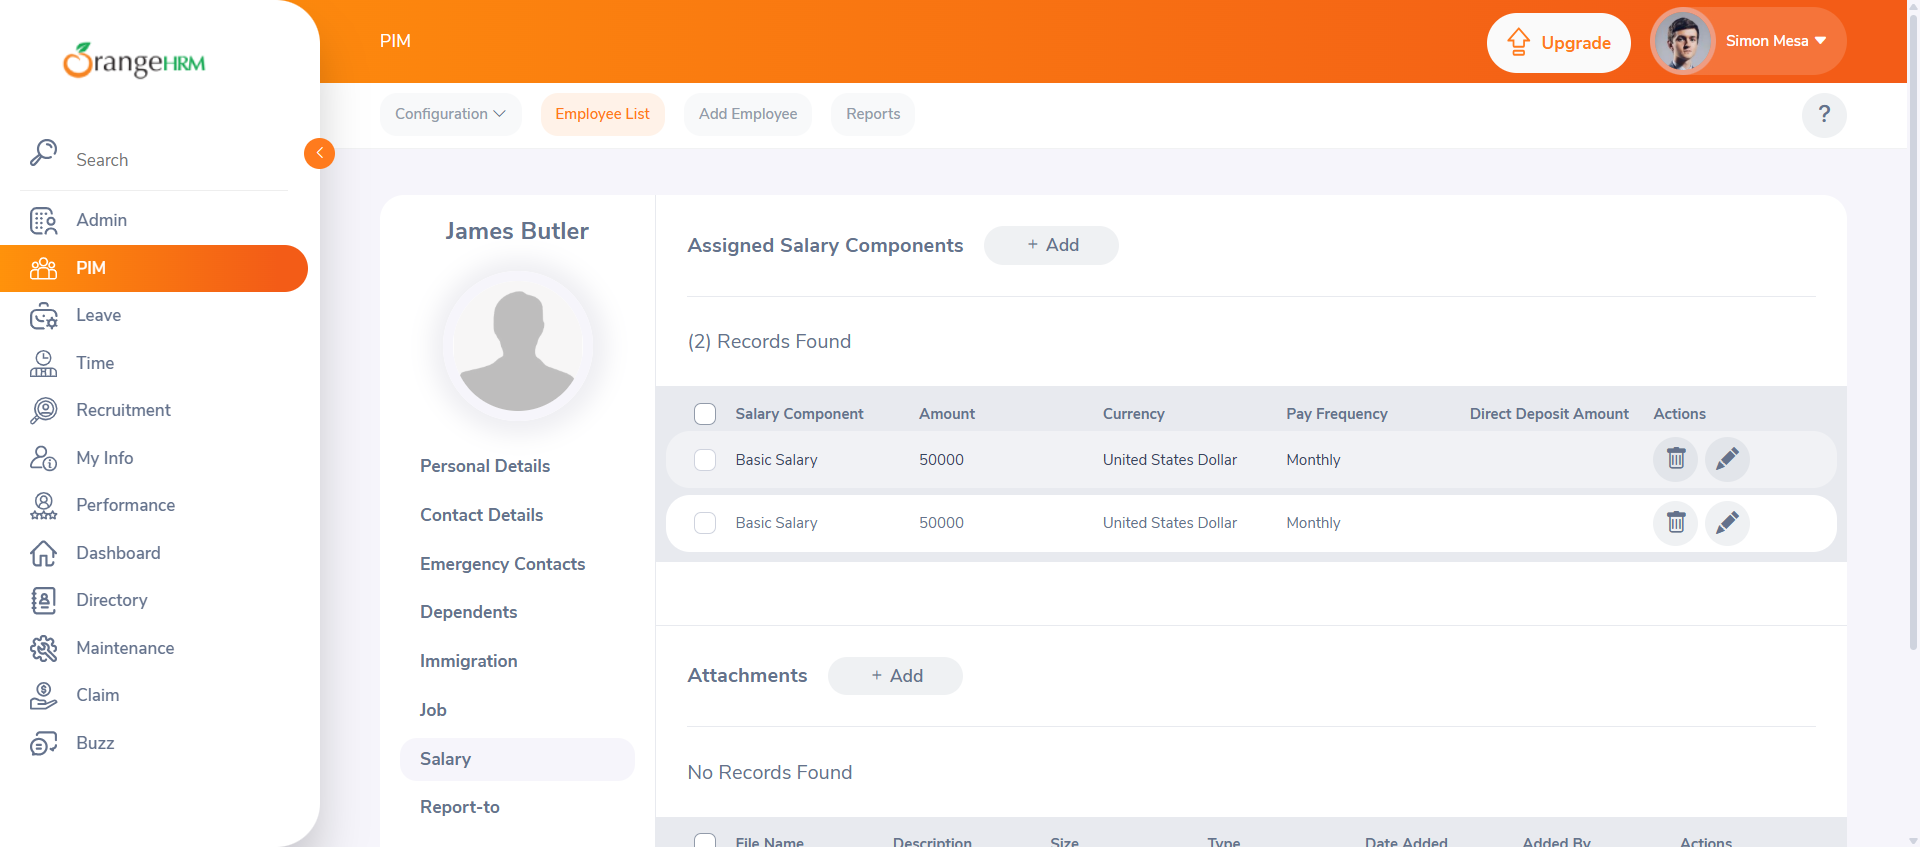 OrangeHRM
PIM
Upgrade
Simon Mesa
Configuration
Employee List
Add Employee
Reports
?
Search
Admin
PIM
Leave
Time
Recruitment
My Info
Performance
Dashboard
Directory
Maintenance
Claim
Buzz
James Butler
Personal Details
Contact Details
Emergency Contacts
Dependents
Immigration
Job
Salary
Report-to
Assigned Salary Components
+ Add
(2) Records Found
Salary Component Amount Currency Pay Frequency Direct Deposit Amount Actions
Basic Salary 50000 United States Dollar Monthly
Basic Salary 50000 United States Dollar Monthly
Attachments
+ Add
No Records Found
File Name Description Size Type Date Added Added By Actions